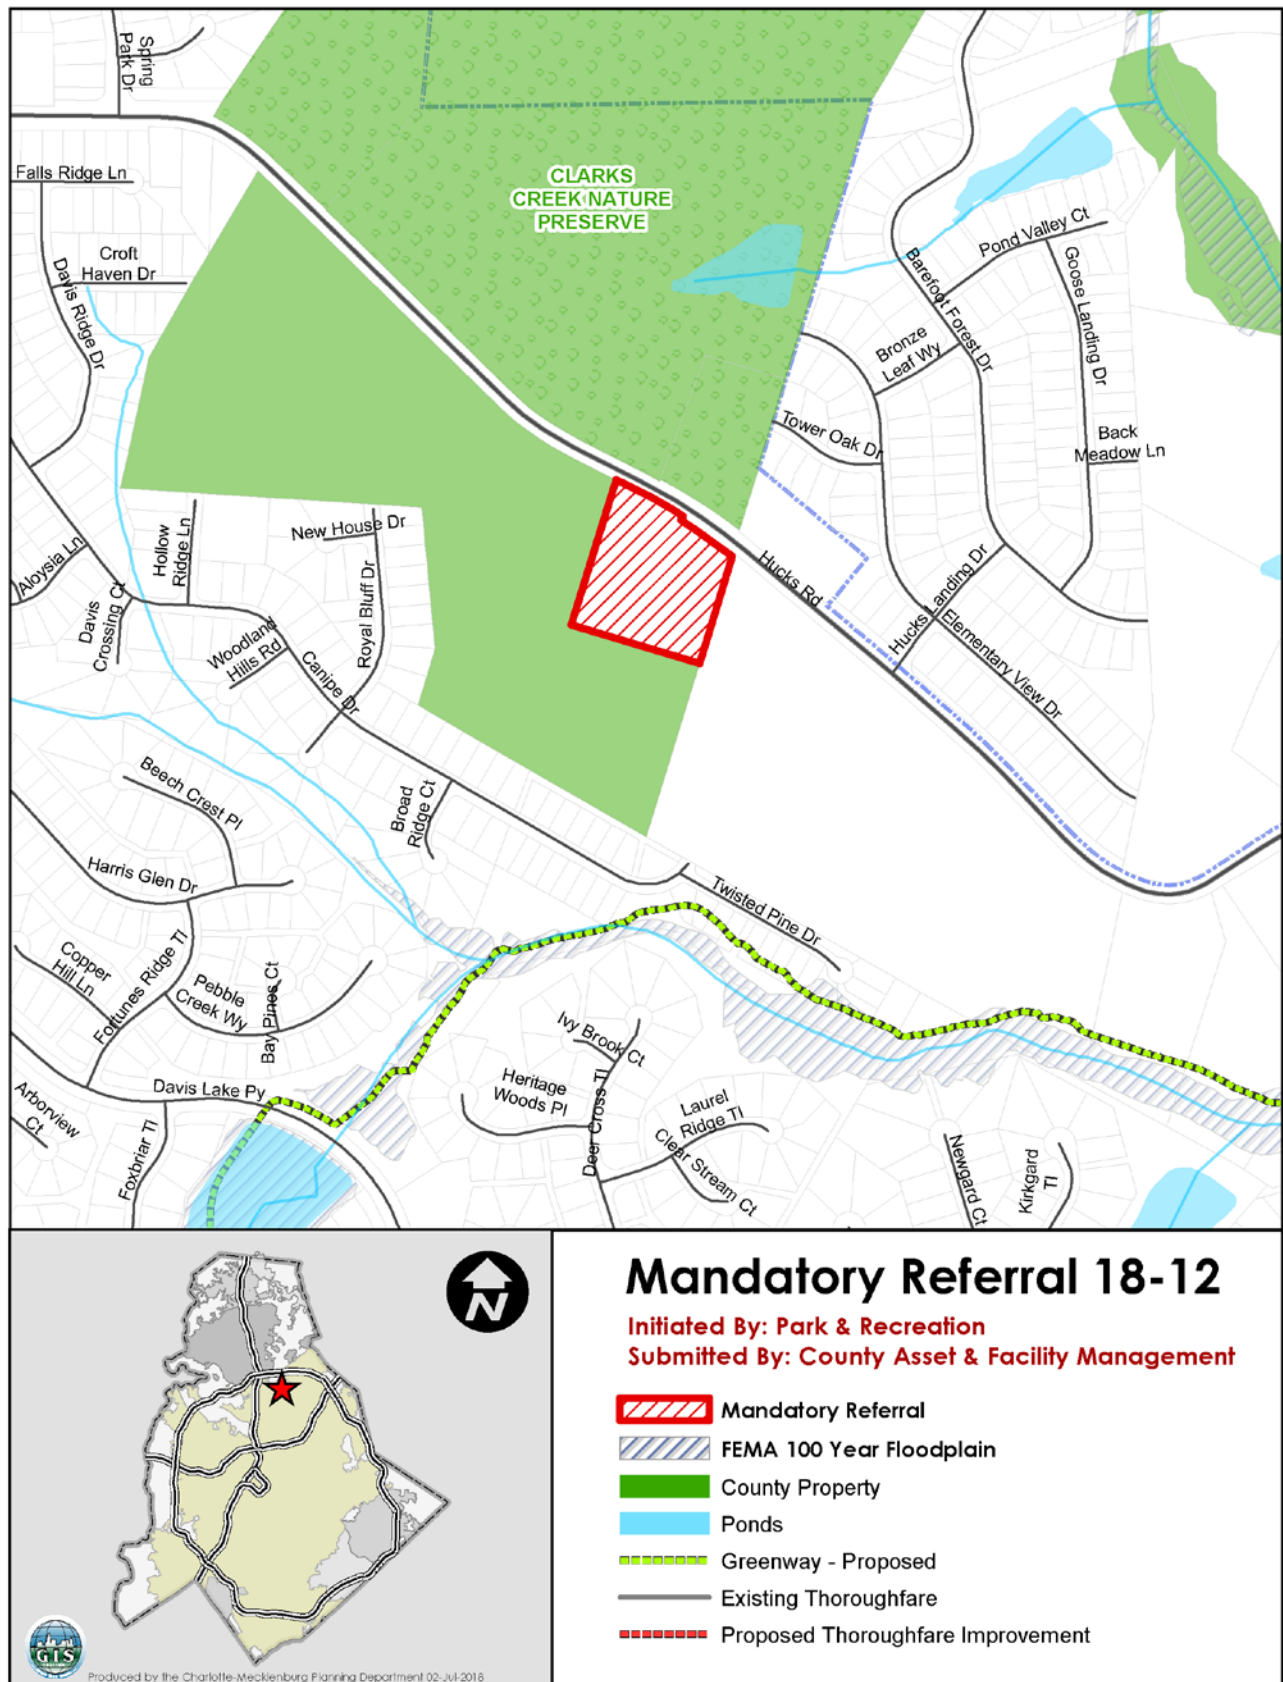 Spring
Park Dr
Falls Ridge Ln
Croft
Haven Dr
Davis Ridge Dr
CLARKS
CREEK NATURE
PRESERVE
Pond Valley Ct
Barefoot Forest Dr
Goose Landing Dr
Bronze
Leaf Wy
Tower Oak Dr
Back
Meadow Ln
Aloysia Ln
Hollow
Ridge Ln
New House Dr
Davis
Crossing Ct
Royal Bluff Dr
Woodland
Hills Rd
Canipe Dr
Hucks Rd
Hucks Landing Dr
Elementary View Dr
Beech Crest Pl
Broad
Ridge Ct
Harris Glen Dr
Twisted Pine Dr
Copper
Hill Ln
Fortunes Ridge Tl
Pebble
Creek Wy
Bay Pines Ct
Ivy Brook Ct
Davis Lake Py
Heritage
Woods Pl
Deer Cross Tl
Laurel
Ridge Tl
Clear Stream Ct
Arborview
Ct
Foxbriar Tl
Newgard Ct
Kirkgard
Tl
N
GIS
Produced by the Charlotte-Mecklenburg Planning Department 02-Jul-2018
Mandatory Referral 18-12
Initiated By: Park & Recreation
Submitted By: County Asset & Facility Management
Mandatory Referral
FEMA 100 Year Floodplain
County Property
Ponds
Greenway - Proposed
Existing Thoroughfare
Proposed Thoroughfare Improvement